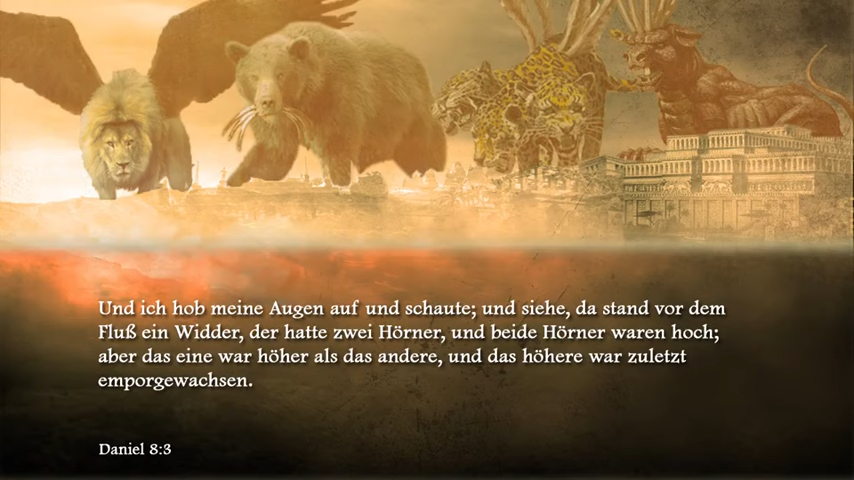 Und ich hob meine Augen auf und schaute; und siehe, da stand vor dem
Fluß ein Widder, der hatte zwei Hörner, und beide Hörner waren hoch;
aber das eine war höher als das andere, und das höhere war zuletzt
emporgewachsen.
Daniel 8:3